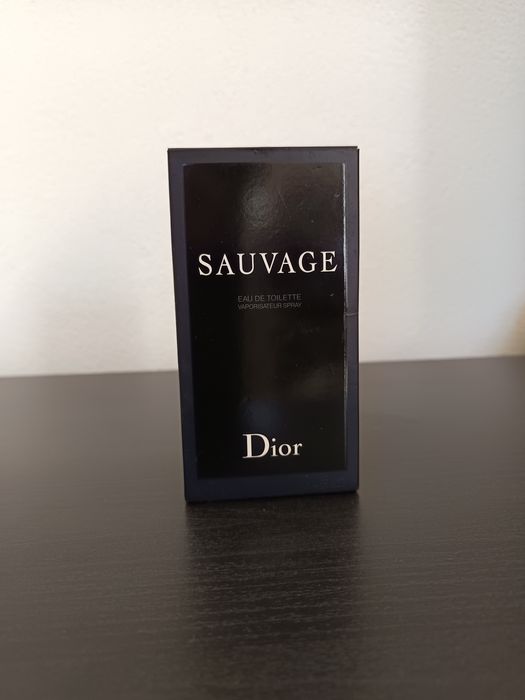 SAUVAGE
EAU DE TOILETTE
VAPORISATEUR SPRAY
Dior